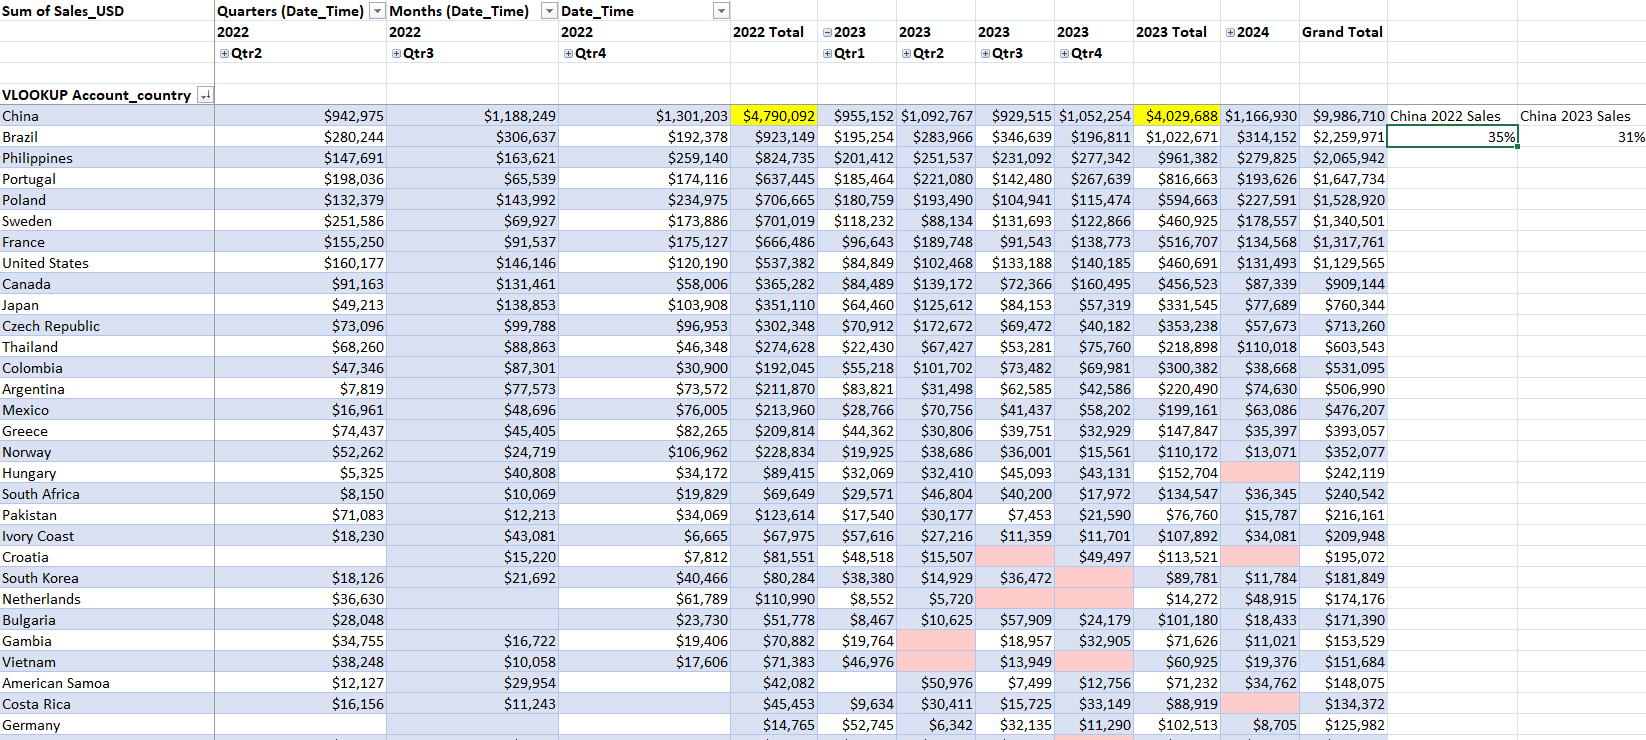 Sum of Sales_USD Quarters (Date_Time) Months (Date_Time) Date_Time
2022 2022 2022 2022 Total 2023 2023 2023 2023 2023 Total 2024 Grand Total
Qtr2 Qtr3 Qtr4 Qtr1 Qtr2 Qtr3 Qtr4
VLOOKUP Account_country
China $942,975 $1,188,249 $1,301,203 $4,790,092 $955,152 $1,092,767 $929,515 $1,052,254 $4,029,688 $1,166,930 $9,986,710 China 2022 Sales China 2023 Sales
Brazil $280,244 $306,637 $192,378 $923,149 $195,254 $283,966 $346,639 $196,811 $1,022,671 $314,152 $2,259,971 35% 31%
Philippines $147,691 $163,621 $259,140 $824,735 $201,412 $251,537 $231,092 $277,342 $961,382 $279,825 $2,065,942
Portugal $198,036 $65,539 $174,116 $637,445 $185,464 $221,080 $142,480 $267,639 $816,663 $193,626 $1,647,734
Poland $132,379 $143,992 $234,975 $706,665 $180,759 $193,490 $104,941 $115,474 $594,663 $227,591 $1,528,920
Sweden $251,586 $69,927 $173,886 $701,019 $118,232 $88,134 $131,693 $122,866 $460,925 $178,557 $1,340,501
France $155,250 $91,537 $175,127 $666,486 $96,643 $189,748 $91,543 $138,773 $516,707 $134,568 $1,317,761
United States $160,177 $146,146 $120,190 $537,382 $84,849 $102,468 $133,188 $140,185 $460,691 $131,493 $1,129,565
Canada $91,163 $131,461 $58,006 $365,282 $84,489 $139,172 $72,366 $160,495 $456,523 $87,339 $909,144
Japan $49,213 $138,853 $103,908 $351,110 $64,460 $125,612 $84,153 $57,319 $331,545 $77,689 $760,344
Czech Republic $73,096 $99,788 $96,953 $302,348 $70,912 $172,672 $69,472 $40,182 $353,238 $57,673 $713,260
Thailand $68,260 $88,863 $46,348 $274,628 $22,430 $67,427 $53,281 $75,760 $218,898 $110,018 $603,543
Colombia $47,346 $87,301 $30,900 $192,045 $55,218 $101,702 $73,482 $69,981 $300,382 $38,668 $531,095
Argentina $7,819 $77,573 $73,572 $211,870 $83,821 $31,498 $62,585 $42,586 $220,490 $74,630 $506,990
Mexico $16,961 $48,696 $76,005 $213,960 $28,766 $70,756 $41,437 $58,202 $199,161 $63,086 $476,207
Greece $74,437 $45,405 $82,265 $209,814 $44,362 $30,806 $39,751 $32,929 $147,847 $35,397 $393,057
Norway $52,262 $24,719 $106,962 $228,834 $19,925 $38,686 $36,001 $15,561 $110,172 $13,071 $352,077
Hungary $5,325 $40,808 $34,172 $89,415 $32,069 $32,410 $45,093 $43,131 $152,704 $242,119
South Africa $8,150 $10,069 $19,829 $69,649 $29,571 $46,804 $40,200 $17,972 $134,547 $36,345 $240,542
Pakistan $71,083 $12,213 $34,069 $123,614 $17,540 $30,177 $7,453 $21,590 $76,760 $15,787 $216,161
Ivory Coast $18,230 $43,081 $6,665 $67,975 $57,616 $27,216 $11,359 $11,701 $107,892 $34,081 $209,948
Croatia $15,220 $7,812 $81,551 $48,518 $15,507 $49,497 $113,521 $195,072
South Korea $18,126 $21,692 $40,466 $80,284 $38,380 $14,929 $36,472 $89,781 $11,784 $181,849
Netherlands $36,630 $61,789 $110,990 $8,552 $5,720 $14,272 $48,915 $174,176
Bulgaria $28,048 $23,730 $51,778 $8,467 $10,625 $57,909 $24,179 $101,180 $18,433 $171,390
Gambia $34,755 $16,722 $19,406 $70,882 $19,764 $18,957 $32,905 $71,626 $11,021 $153,529
Vietnam $38,248 $10,058 $17,606 $71,383 $46,976 $13,949 $60,925 $19,376 $151,684
American Samoa $12,127 $29,954 $42,082 $50,976 $7,499 $12,756 $71,232 $34,762 $148,075
Costa Rica $16,156 $11,243 $45,453 $9,634 $30,411 $15,725 $33,149 $88,919 $134,372
Germany $14,765 $52,745 $6,342 $32,135 $11,290 $102,513 $8,705 $125,982